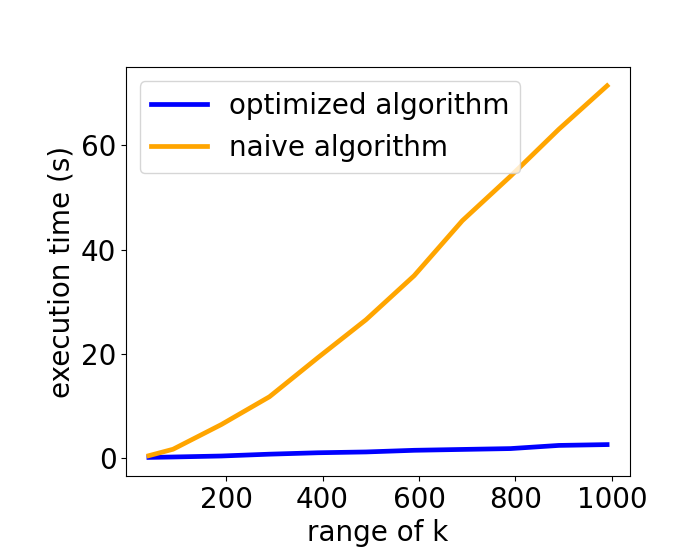 optimized algorithm
naive algorithm
execution time (s)
60
40
20
0
200 400 600 800 1000
range of k